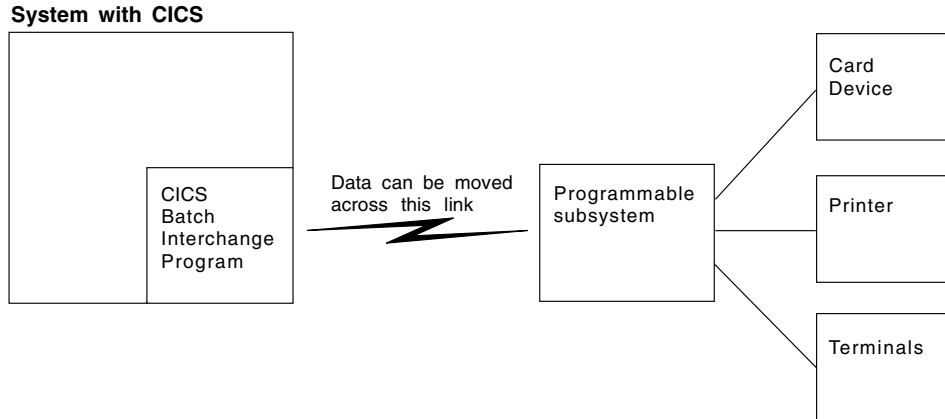 System with CICS
CICS
Batch
Interchange
Program
Data can be moved
across this link
Programmable
subsystem
Card
Device
Printer
Terminals